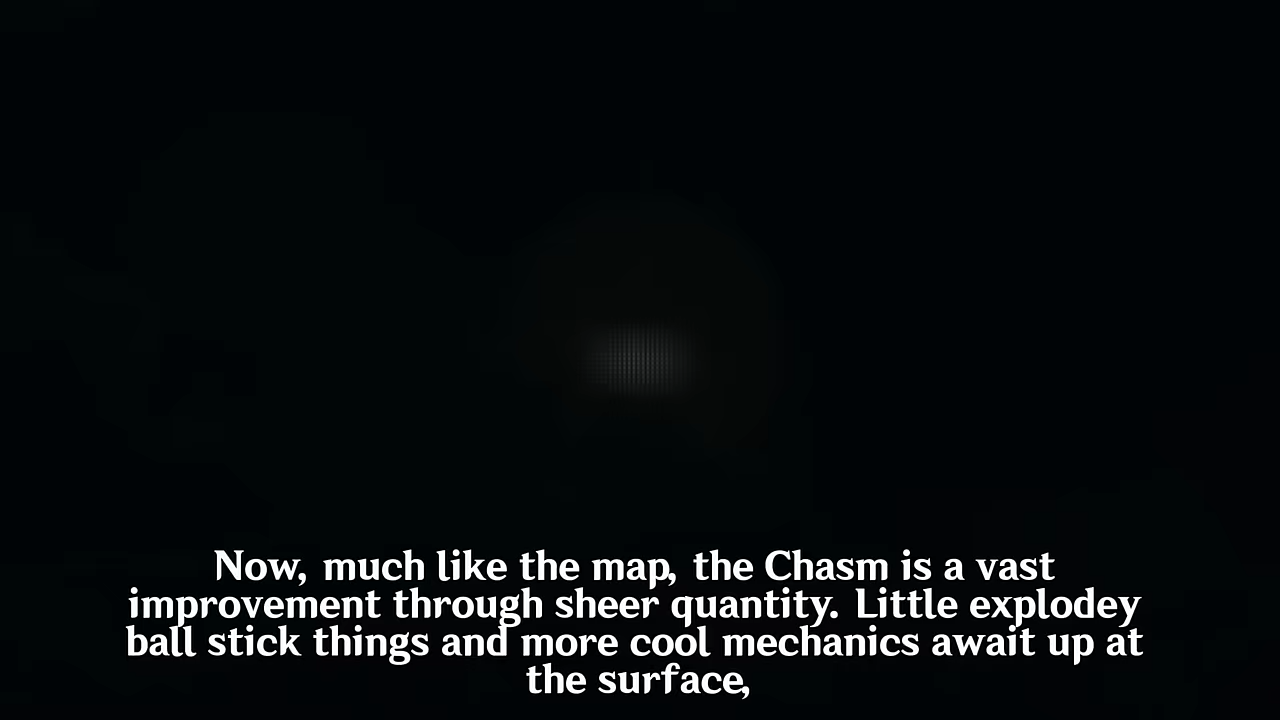 Now, much like the map, the Chasm is a vast
improvement through sheer quantity. Little explodey
ball stick things and more cool mechanics await up at
the surface,